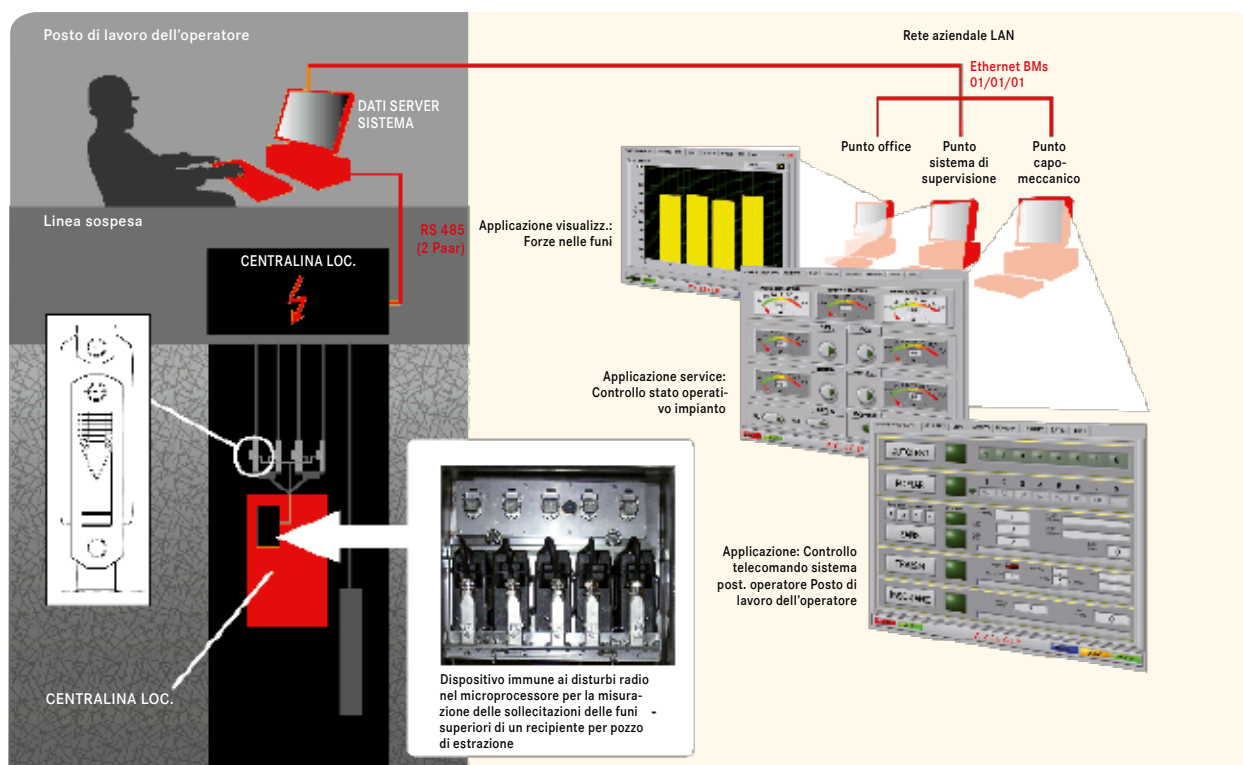 Posto di lavoro dell'operatore
DATI SERVER
SISTEMA
Linea sospesa
RS 485
(2 Paar)
CENTRALINA LOC.
CENTRALINA LOC.
Dispositivo immune ai disturbi radio
nel microprocessore per la misura-
zione delle sollecitazioni delle funi -
superiori di un recipiente per pozzo
di estrazione
Rete aziendale LAN
Ethernet BMs
01/01/01
Punto office
Punto
sistema di
supervisione
Punto
capo-
meccanico
Applicazione visualizz.:
Forze nelle funi
Applicazione service:
Controllo stato operati-
vo impianto
Applicazione: Controllo
telecomando sistema
post. operatore Posto di
lavoro dell'operatore